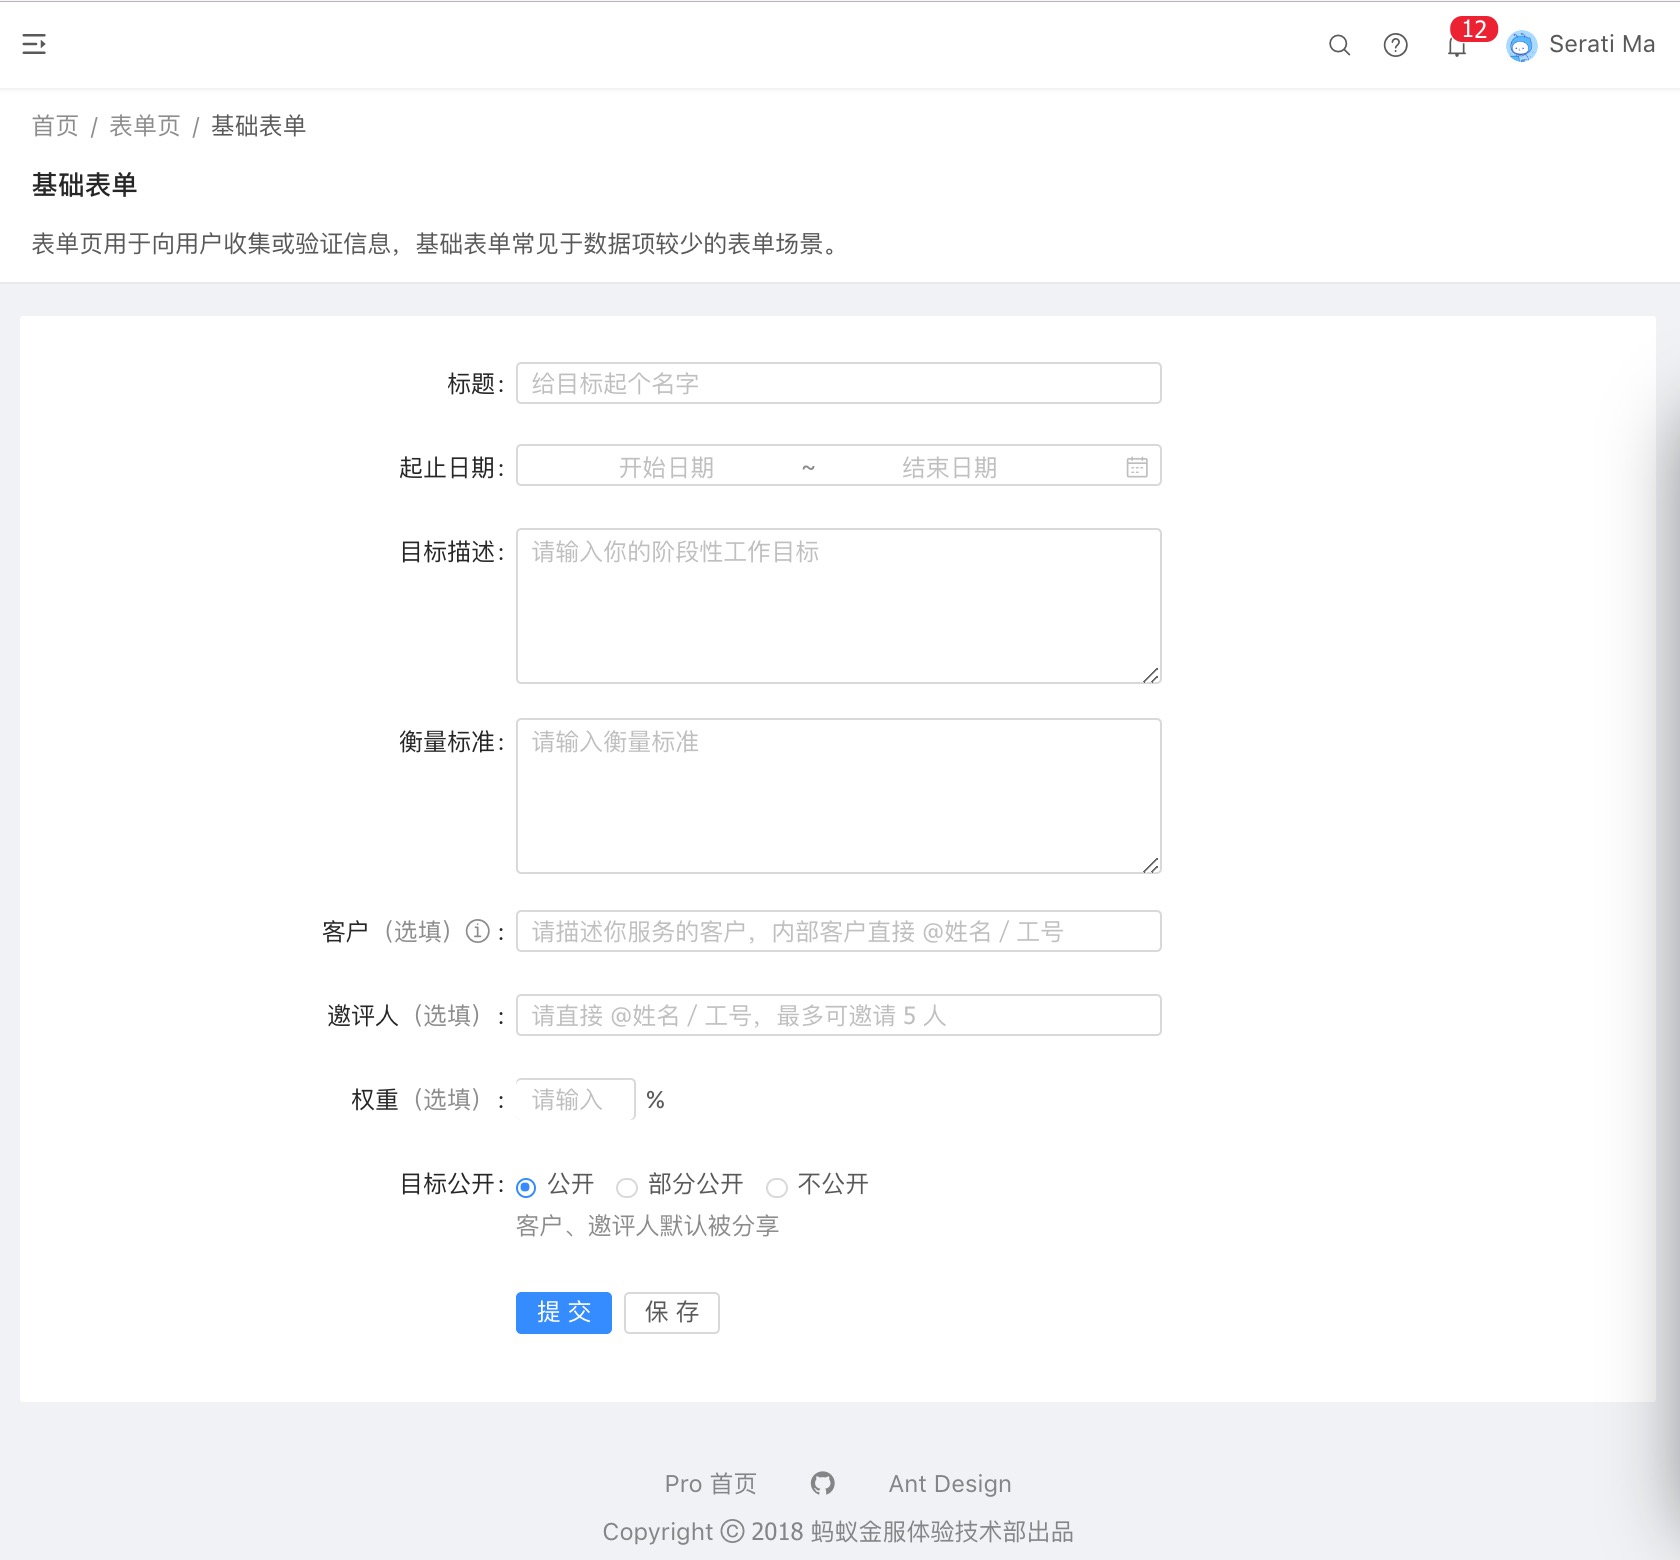 12
Serati Ma
首页 / 表单页 / 基础表单
基础表单
表单页用于向用户收集或验证信息，基础表单常见于数据项较少的表单场景。
标题： 给目标起个名字
起止日期： 开始日期 ~ 结束日期
目标描述： 请输入你的阶段性工作目标
衡量标准： 请输入衡量标准
客户（选填）： 请描述你服务的客户，内部客户直接 @姓名 / 工号
邀评人（选填）： 请直接 @姓名 / 工号，最多可邀请 5 人
权重（选填）： 请输入 %
目标公开： 公开 部分公开 不公开
客户、邀评人默认被分享
提 交 保 存
Pro 首页 Ant Design
Copyright © 2018 蚂蚁金服体验技术部出品